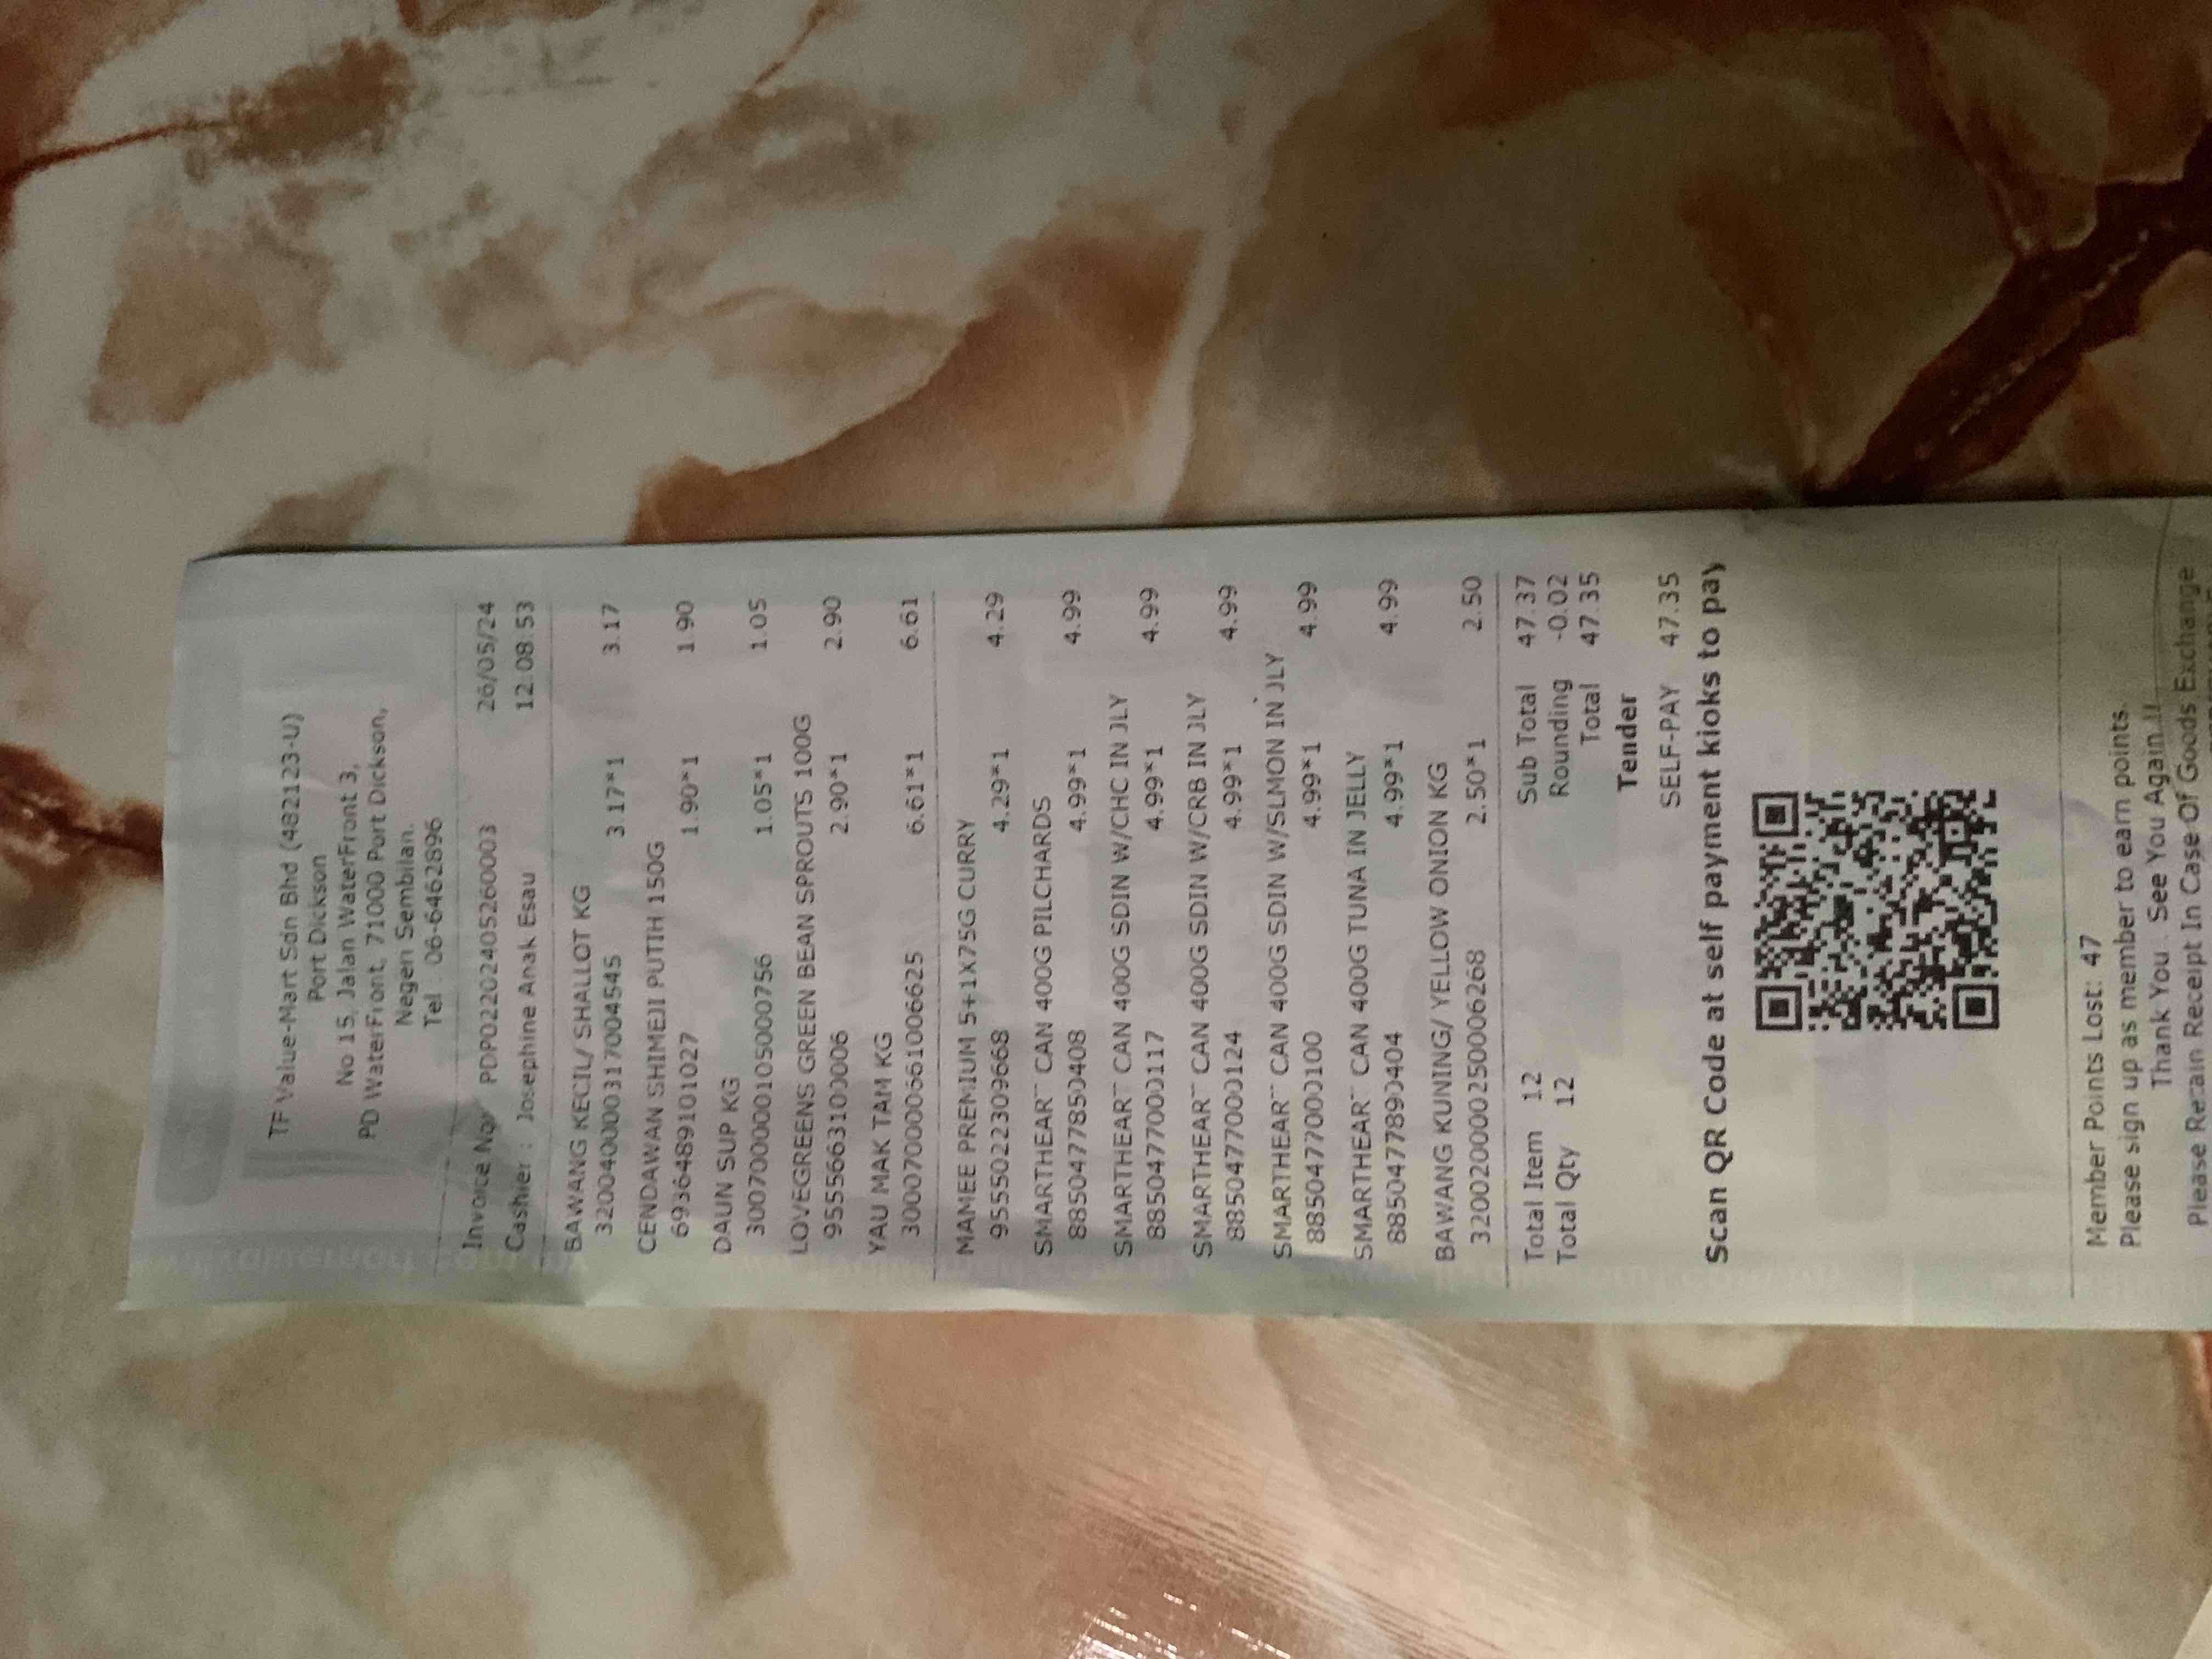 TF Value-Mart Sdn Bhd (482123-U)
Port Dickson
No 15, Jalan WaterFront 3,
PD WaterFront, 71000 Port Dickson,
Negeri Sembilan.
Tel : 06-6462896
Invoice No PDP02202405260003 26/05/24
Cashier : Josephine Anak Esau 12:08:53
BAWANG KECIL/ SHALLOT KG
3200400003170004545 3.17*1 3.17
CENDAWAN SHIMEJI PUTIH 150G
6936489101027 1.90*1 1.90
DAUN SUP KG
3007000001050000756 1.05*1 1.05
LOVEGREENS GREEN BEAN SPROUTS 100G
9555663100006 2.90*1 2.90
YAU MAK TAM KG
3000700006610006625 6.61*1 6.61
MAMEE PREMIUM 5+1X75G CURRY
9555022309668 4.29*1 4.29
SMARTHEART CAN 400G PILCHARDS
8850477850408 4.99*1 4.99
SMARTHEART CAN 400G SDIN W/CHC IN JLY
8850477000117 4.99*1 4.99
SMARTHEART CAN 400G SDIN W/CRB IN JLY
8850477000124 4.99*1 4.99
SMARTHEART CAN 400G SDIN W/SLMON IN JLY
8850477000100 4.99*1 4.99
SMARTHEART CAN 400G TUNA IN JELLY
8850477890404 4.99*1 4.99
BAWANG KUNING/ YELLOW ONION KG
3200200002500006268 2.50*1 2.50
Total Item 12 Sub Total 47.37
Total Qty 12 Rounding -0.02
Total 47.35
Tender
SELF-PAY 47.35
Scan QR Code at self payment kioks to pay
Member Points Lost: 47
Please sign up as member to earn points.
Thank You . See You Again.!!
Please Retain Receipt In Case Of Goods Exchange